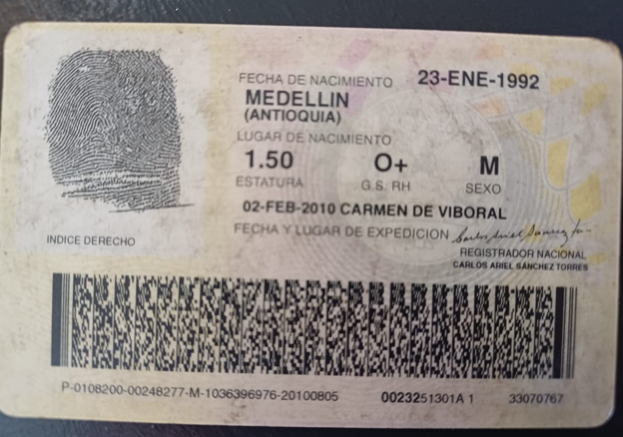 FECHA DE NACIMIENTO 23-ENE-1992
MEDELLIN
(ANTIOQUIA)
LUGAR DE NACIMIENTO
1.50 O+ M
ESTATURA G.S. RH SEXO
02-FEB-2010 CARMEN DE VIBORAL
FECHA Y LUGAR DE EXPEDICION
REGISTRADOR NACIONAL
CARLOS ARIEL SANCHEZ TORRES
INDICE DERECHO
P-0108200-00248277-M-1036396976-20100805 0023251301A 1 33070767